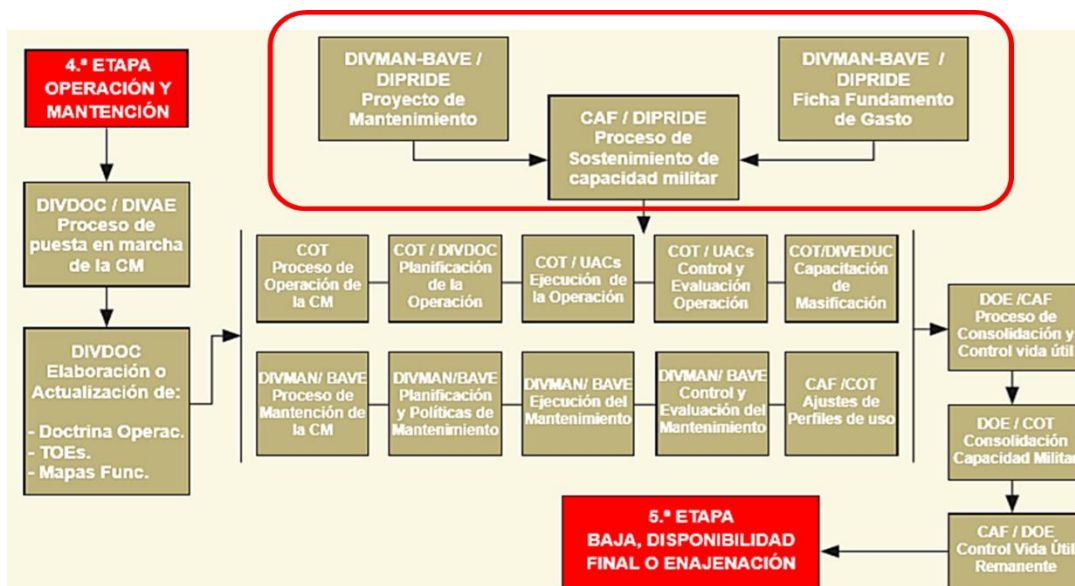 4.ª ETAPA
OPERACIÓN Y
MANTENCIÓN
DIVMAN-BAVE /
DIPRIDE
Proyecto de
Mantenimiento
DIVMAN-BAVE /
DIPRIDE
Ficha Fundamento
de Gasto
CAF / DIPRIDE
Proceso de
Sostenimiento de
capacidad militar
DIVDOC / DIVAE
Proceso de
puesta en marcha
de la CM
DIVDOC
Elaboración o
Actualización de:
- Doctrina Operac.
- TOEs.
- Mapas Func.
COT
Proceso de
Operación de
la CM
COT / DIVDOC
Planificación
de la
Operación
COT / UACs
Ejecución de
la Operación
COT / UACs
Control y
Evaluación
Operación
COT/DIVEDUC
Capacitación
de
Masificación
DIVMAN/ BAVE
Proceso de
Mantención de
la CM
DIVMAN/BAVE
Planificación
y Políticas de
Mantenimiento
DIVMAN/ BAVE
Ejecución del
Mantenimiento
DIVMAN/ BAVE
Control y
Evaluación del
Mantenimiento
CAF /COT
Ajustes de
Perfiles de uso
DOE /CAF
Proceso de
Consolidación y
Control vida útil
DOE / COT
Consolidación
Capacidad Militar
CAF / DOE
Control Vida Útil
Remanente
5.ª ETAPA
BAJA, DISPONIBILIDAD
FINAL O ENAJENACIÓN